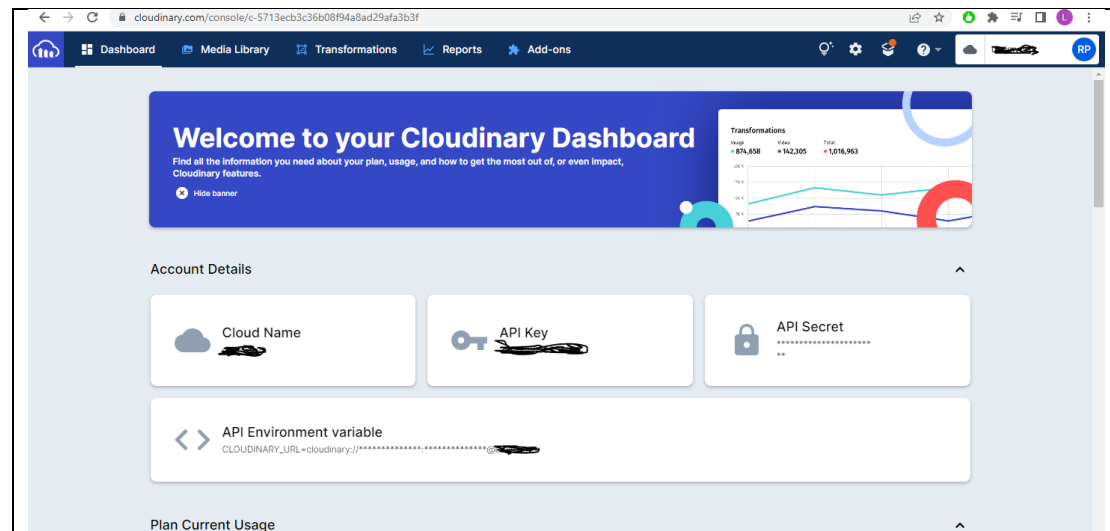 cloudinary.com/console/c-5713ecb3c36b08f94a8ad29afa3b3f
L
Dashboard
Media Library
Transformations
Reports
Add-ons
RP
Welcome to your Cloudinary Dashboard
Find all the information you need about your plan, usage, and how to get the most out of, or even impact,
Cloudinary features.
Hide banner
Transformations
Image Video Total
874,658 142,305 1,016,963
Account Details
Cloud Name
API Key
API Secret
*********************
**
API Environment variable
CLOUDINARY_URL=cloudinary://**************:**************@
Plan Current Usage